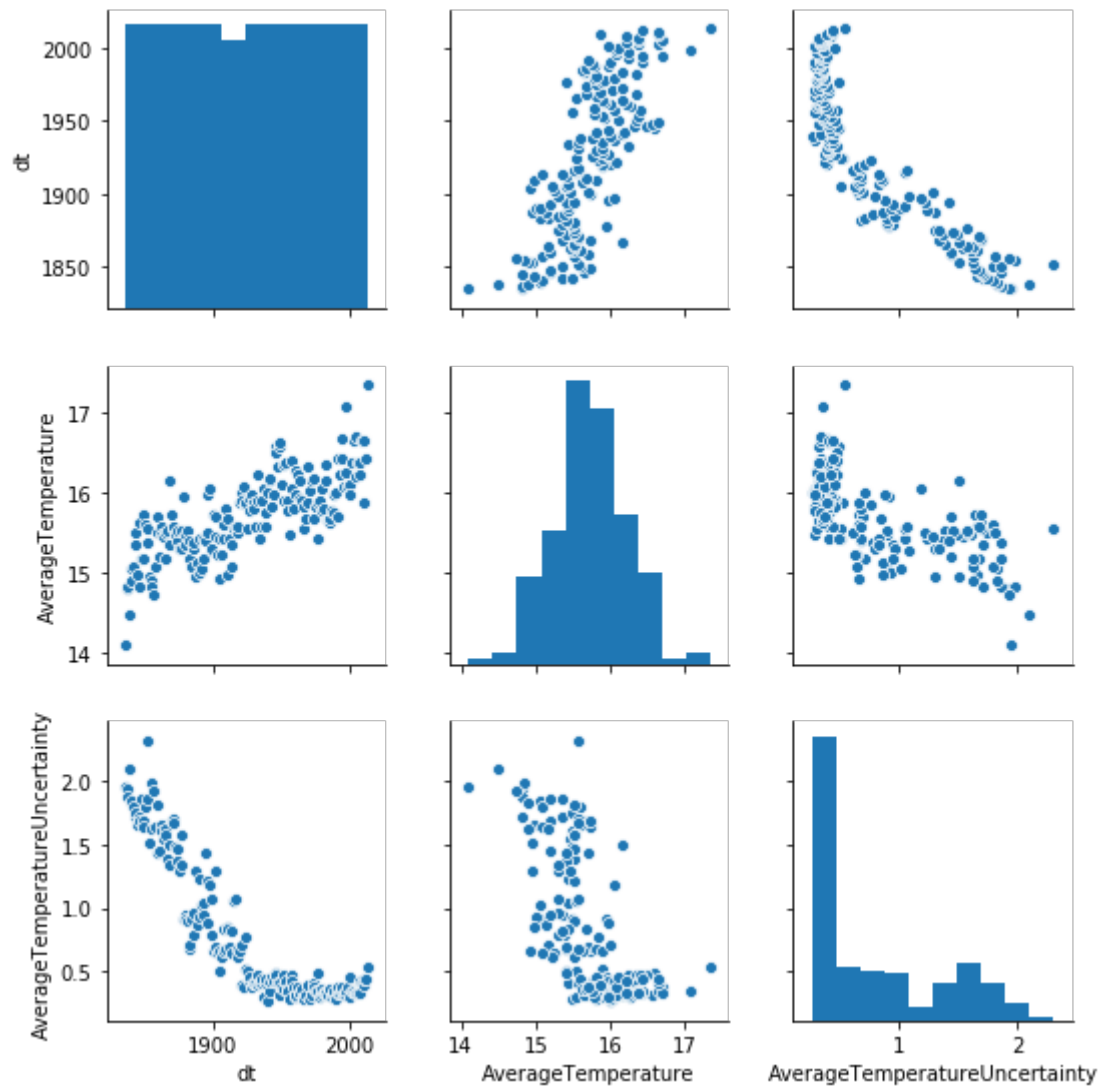 2000
1950
1900
1850
dt
17
16
15
14
AverageTemperature
2.0
1.5
1.0
0.5
AverageTemperatureUncertainty
1900 2000
dt
14 15 16 17
AverageTemperature
1 2
AverageTemperatureUncertainty